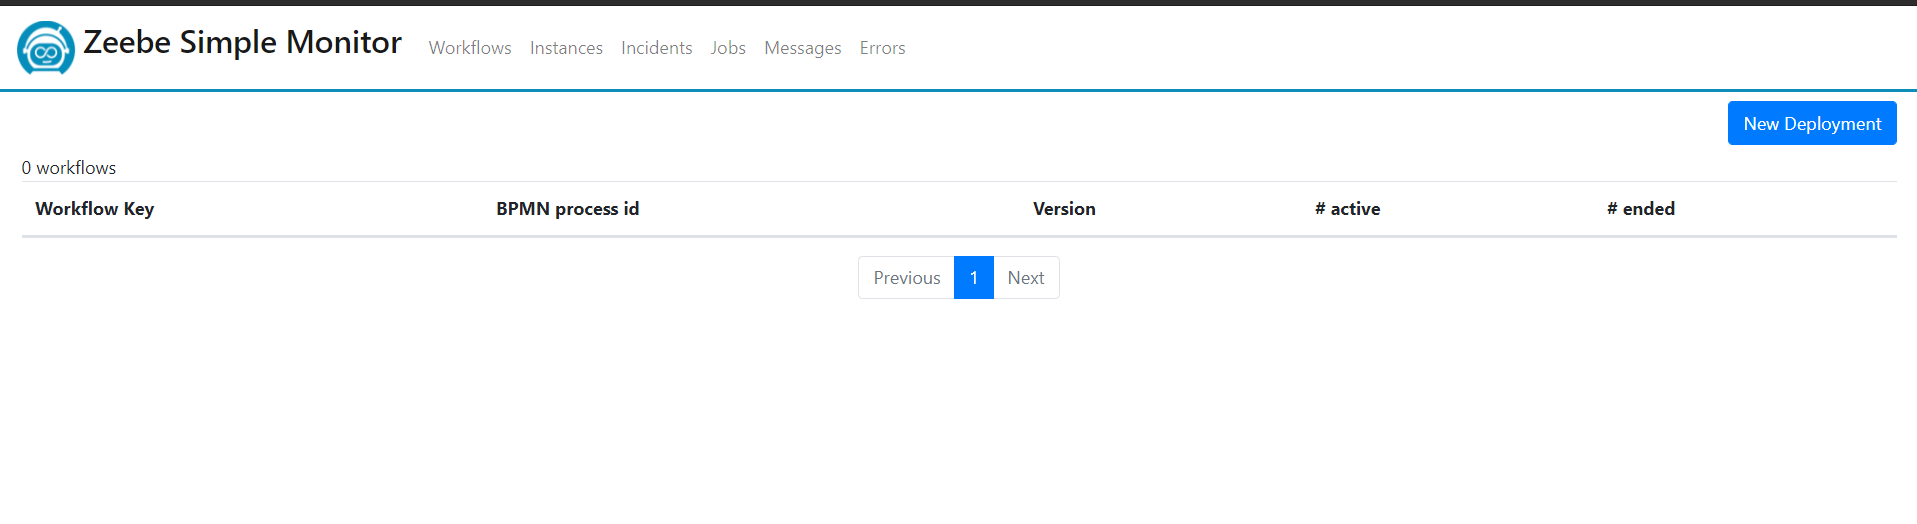 Zeebe Simple Monitor Workflows Instances Incidents Jobs Messages Errors
New Deployment
0 workflows
Workflow Key BPMN process id Version # active # ended
Previous 1 Next